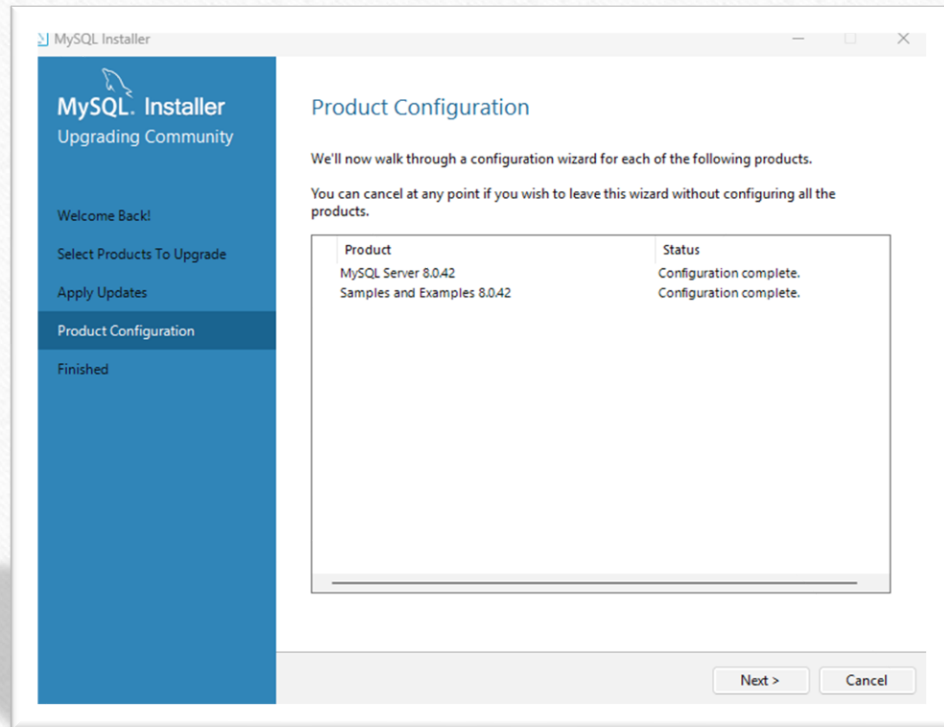 MySQL Installer
MySQL. Installer
Upgrading Community
Welcome Back!
Select Products To Upgrade
Apply Updates
Product Configuration
Finished
Product Configuration
We'll now walk through a configuration wizard for each of the following products.
You can cancel at any point if you wish to leave this wizard without configuring all the
products.
Product Status
MySQL Server 8.0.42 Configuration complete.
Samples and Examples 8.0.42 Configuration complete.
Next > Cancel